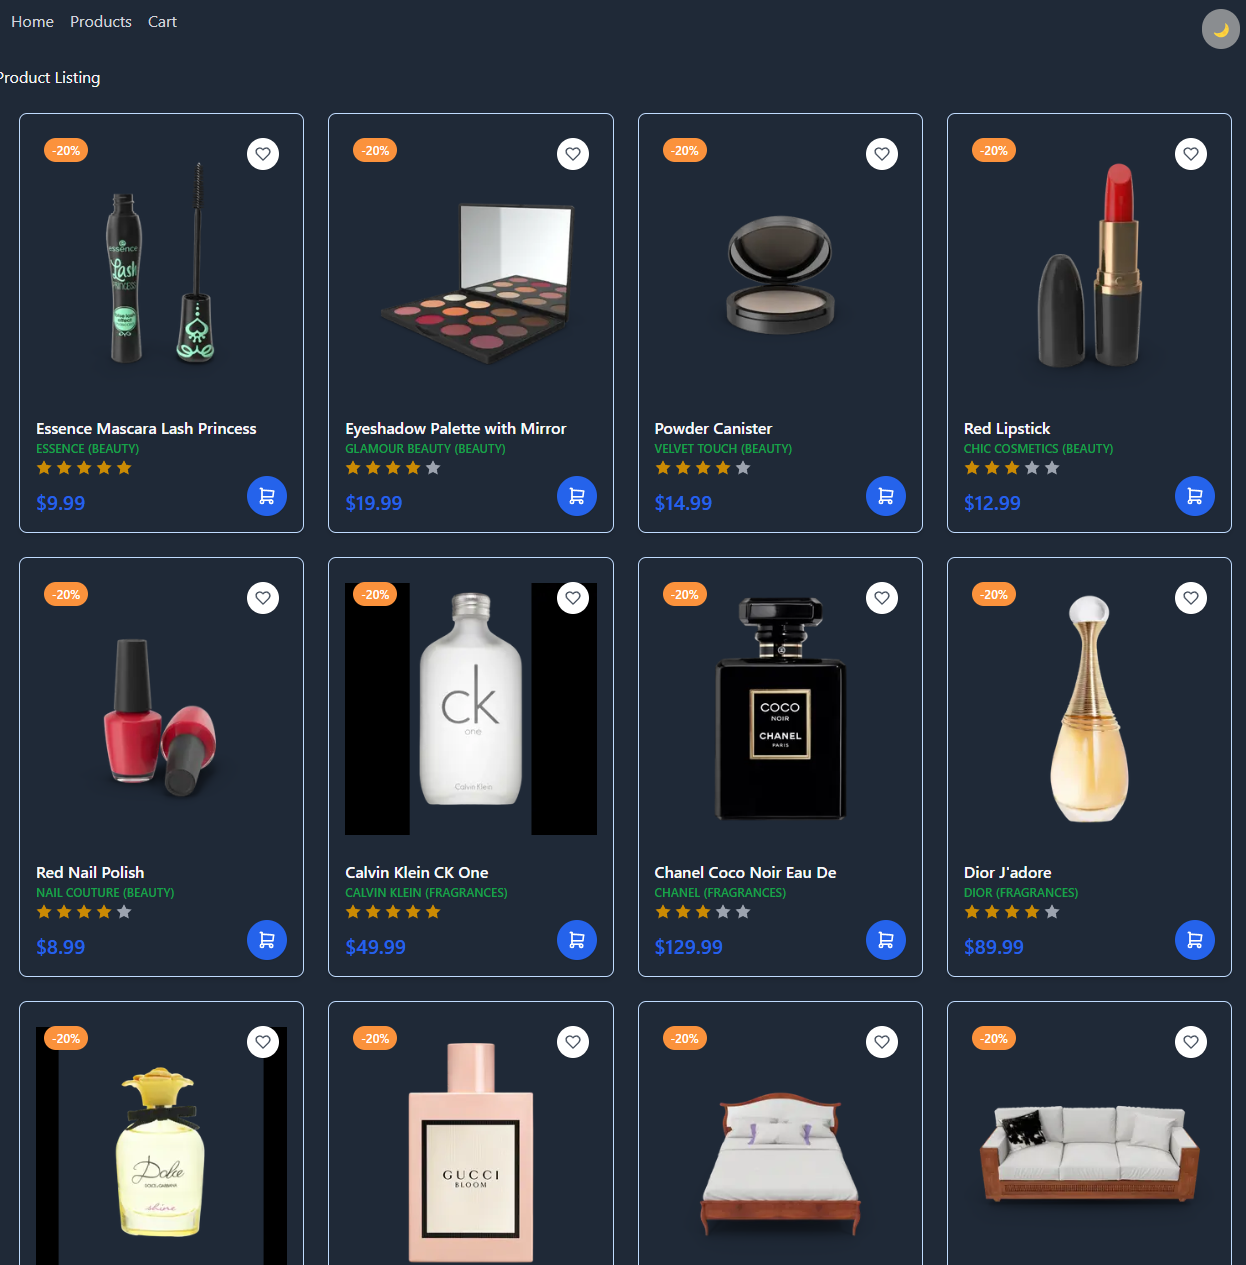 Home Products Cart
Product Listing
-20%
-20%
-20%
-20%
essence
Lash
PRINCESS
Essence Mascara Lash Princess
ESSENCE (BEAUTY)
$9.99
Eyeshadow Palette with Mirror
GLAMOUR BEAUTY (BEAUTY)
$19.99
Powder Canister
VELVET TOUCH (BEAUTY)
$14.99
Red Lipstick
CHIC COSMETICS (BEAUTY)
$12.99
-20%
-20%
-20%
-20%
Red Nail Polish
NAIL COUTURE (BEAUTY)
$8.99
ck
one
Calvin Klein
Calvin Klein CK One
CALVIN KLEIN (FRAGRANCES)
$49.99
COCO
NOIR
CHANEL
PARIS
Chanel Coco Noir Eau De
CHANEL (FRAGRANCES)
$129.99
Dior J'adore
DIOR (FRAGRANCES)
$89.99
-20%
-20%
-20%
-20%
Dolce
DOLCE&GABBANA
shine
GUCCI
BLOOM